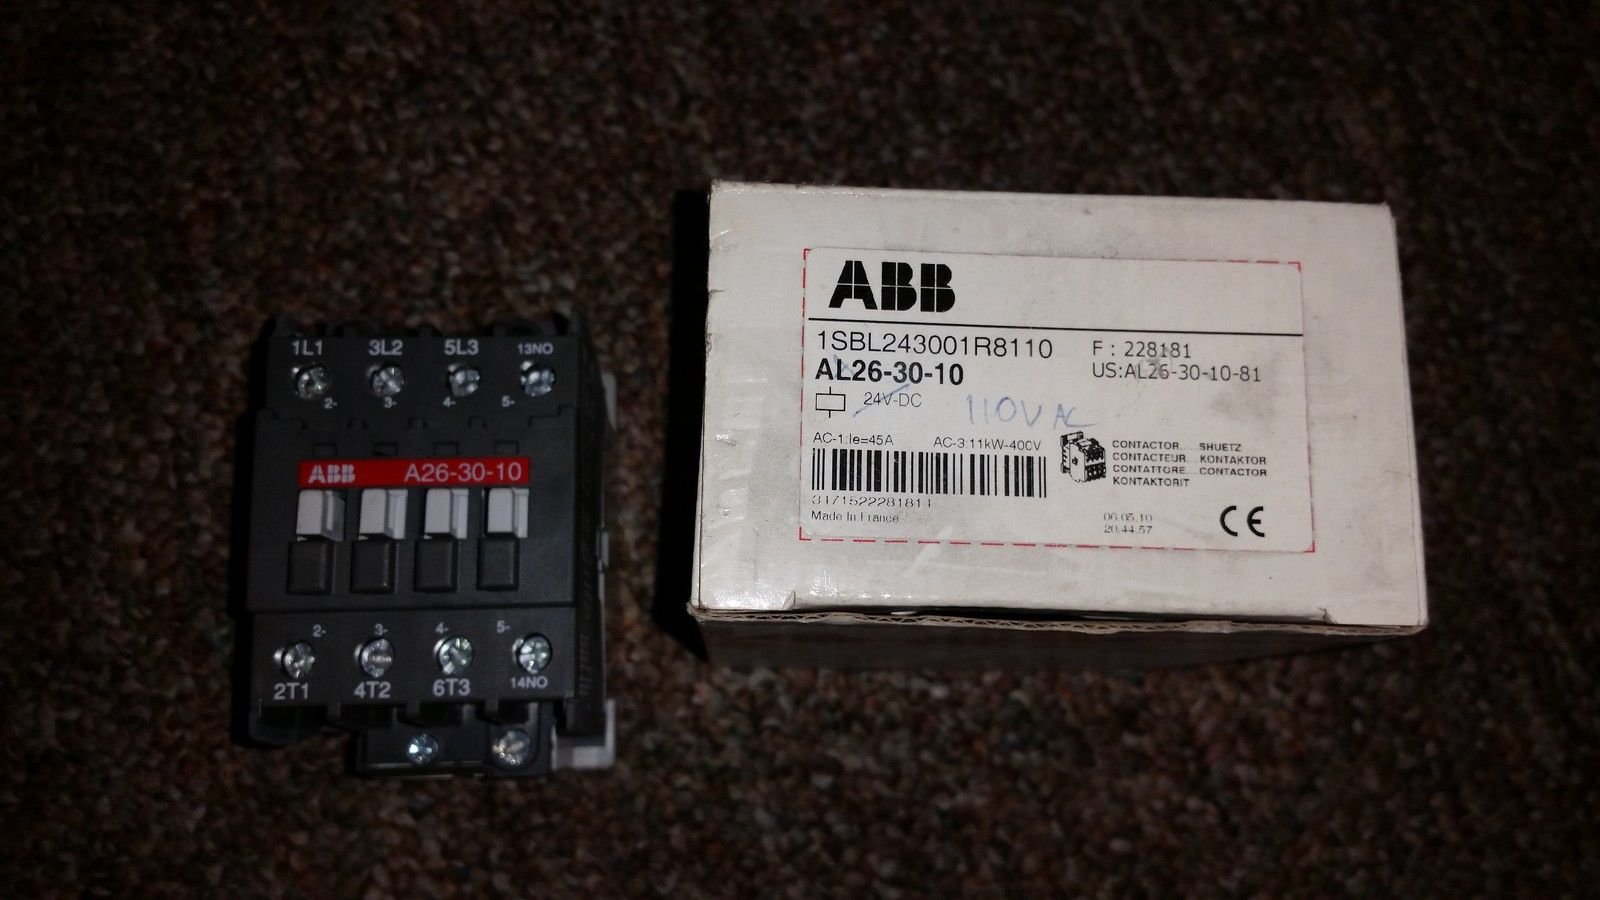 1L1 3L2 5L3 13NO
2- 3- 4- 5-
ABB A26-30-10
2- 3- 4- 5-
2T1 4T2 6T3 14NO
ABB
1SBL243001R8110
F : 228181
AL26-30-10
US:AL26-30-10-81
24V-DC
110V AC
AC-1:Ie=45A AC-3:11kW-400V
CONTACTOR... SHUETZ
CONTACTEUR.. KONTAKTOR
CONTATTORE... CONTACTOR
KONTAKTORIT
3471522281814
Made In France
06.05.10
20.44.57
CE